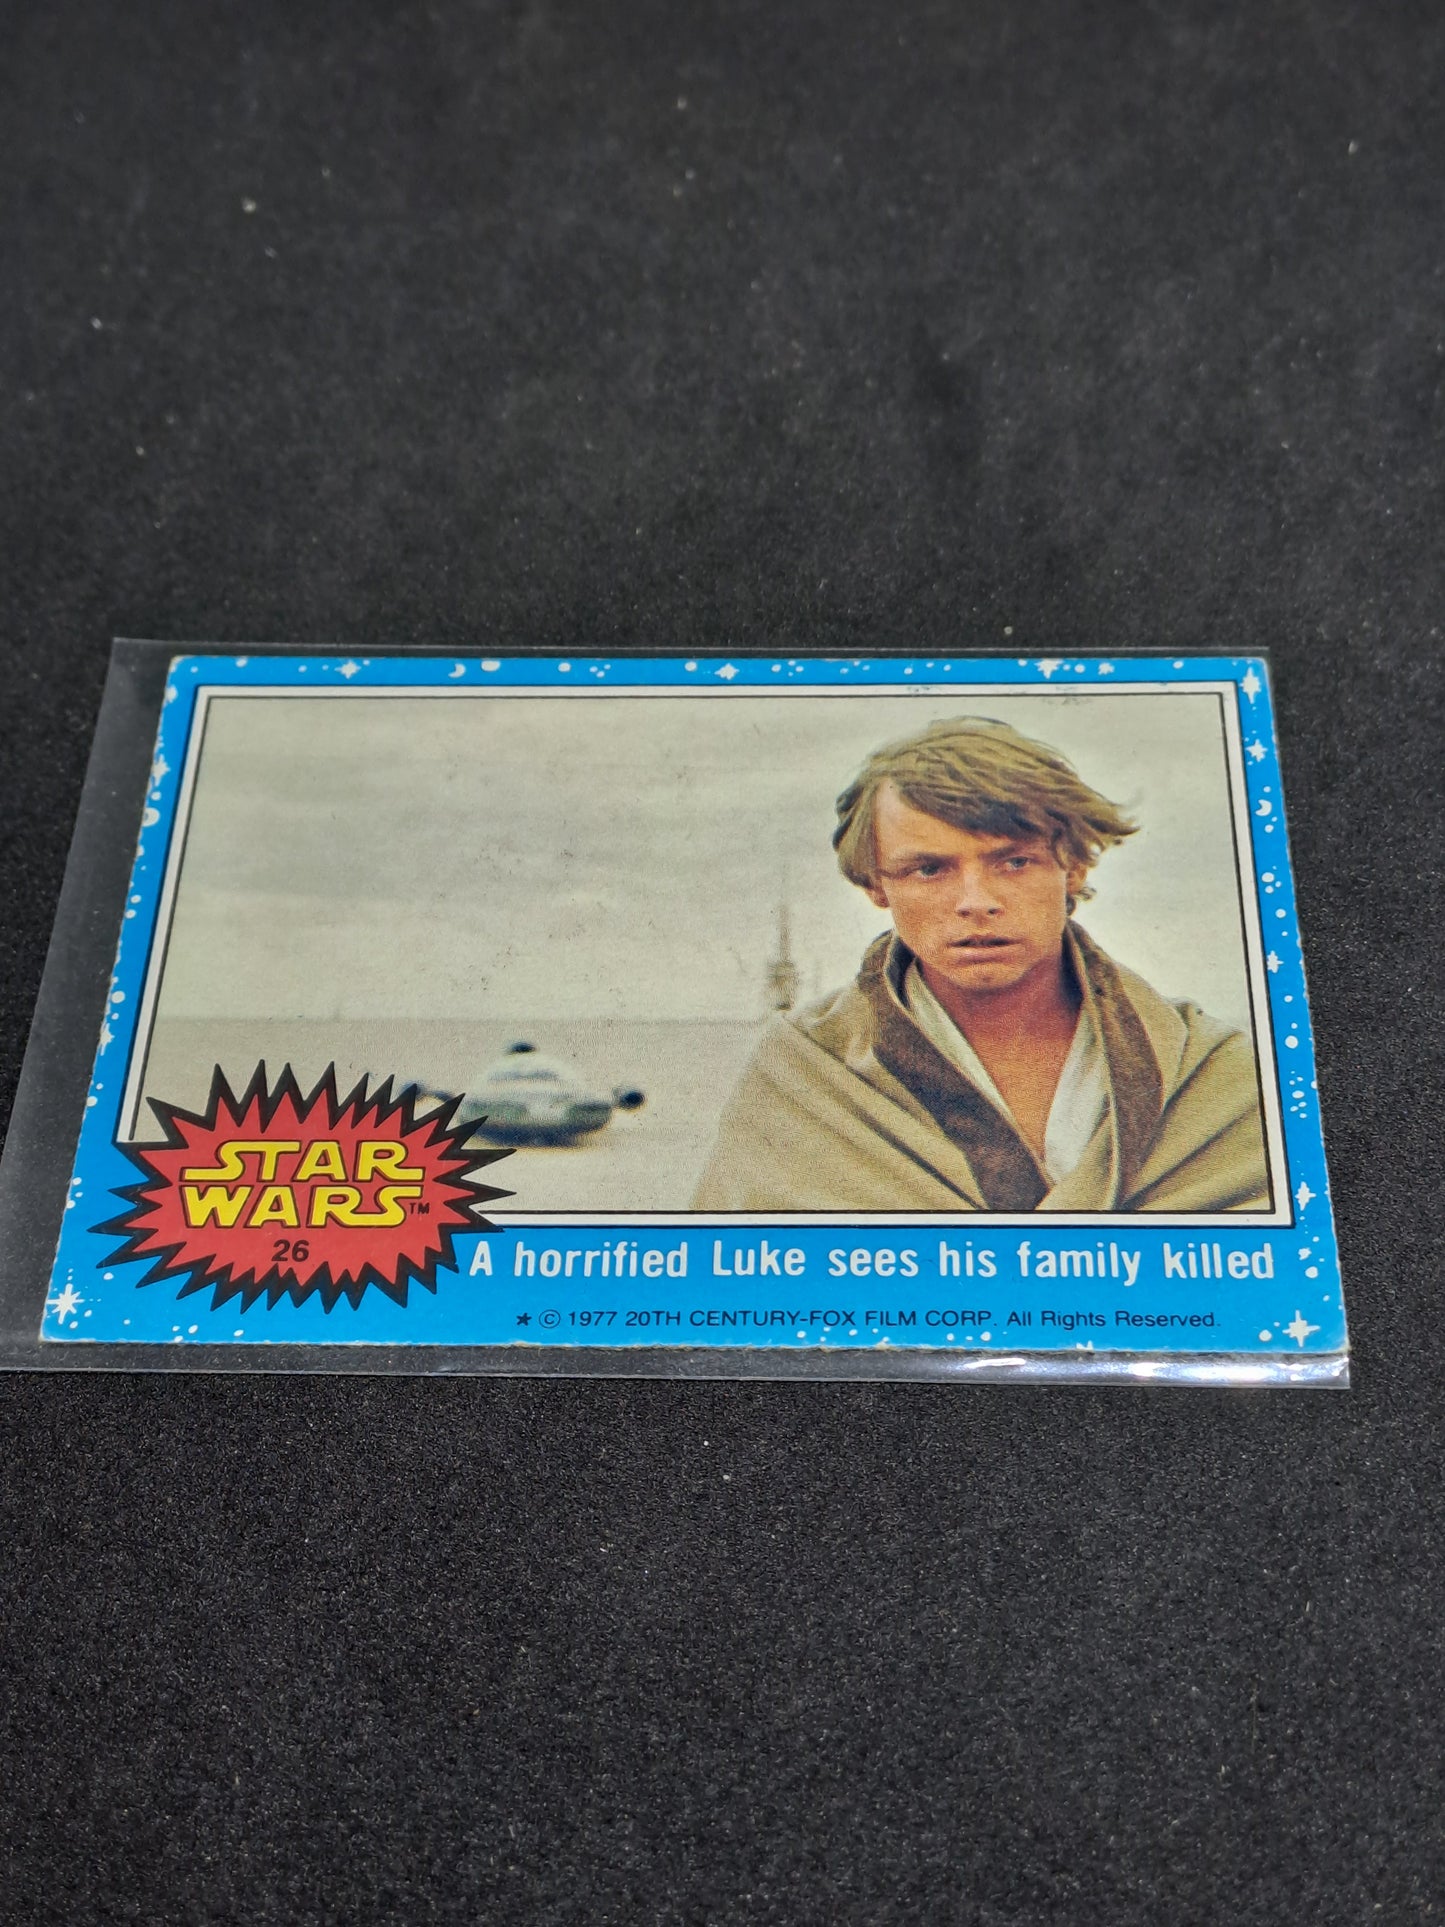 STAR
WARS™
26
A horrified Luke sees his family killed
* © 1977 20TH CENTURY-FOX FILM CORP. All Rights Reserved.